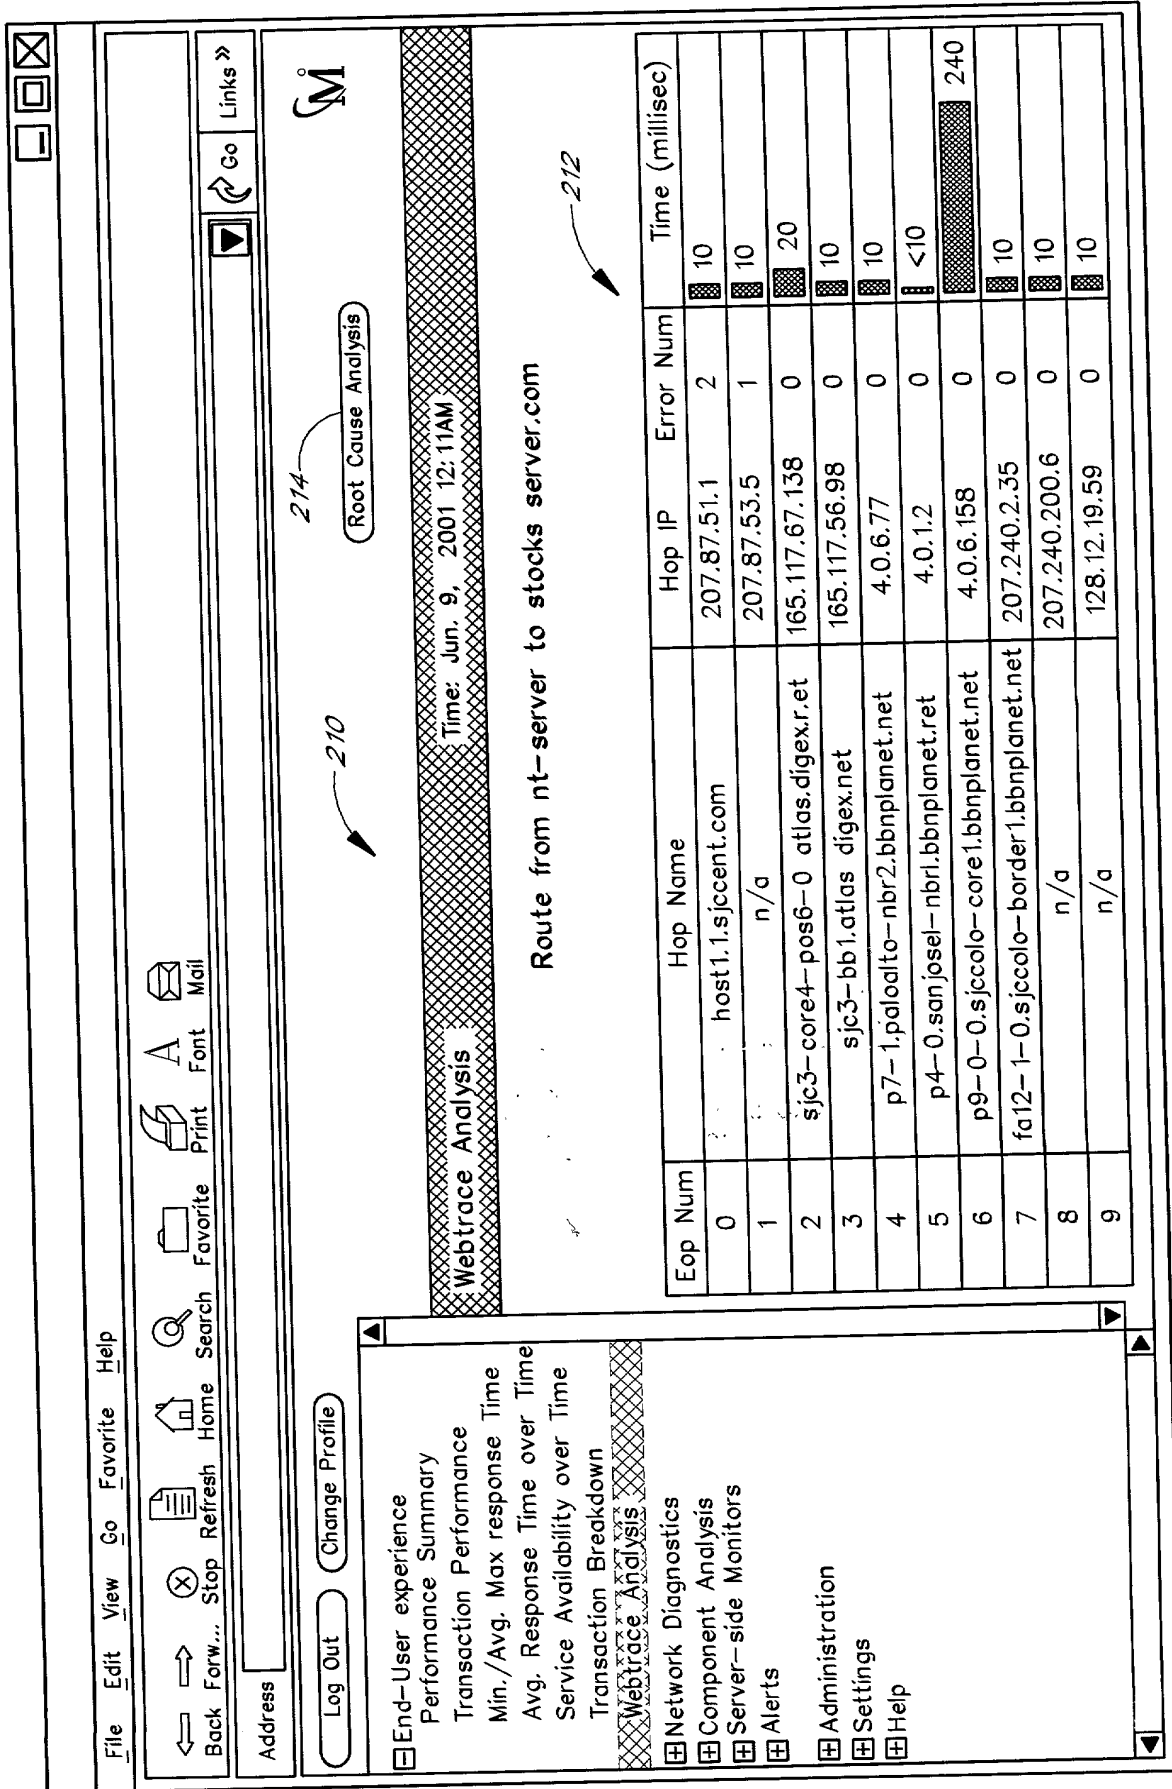 File Edit View Go Favorite Help
Back Forw... Stop Refresh Home Search Favorite Print Font Mail
Address Go Links »
Log Out Change Profile
214
Root Cause Analysis
M
210
End-User experience
Performance Summary
Transaction Performance
Min./Avg. Max response Time
Avg. Response Time over Time
Service Availability over Time
Transaction Breakdown
Webtrace Analysis
Network Diagnostics
Component Analysis
Server-side Monitors
Alerts
Administration
Settings
Help
Webtrace Analysis Time: Jun. 9, 2001 12:11AM
Route from nt-server to stocks server.com
212
Eop Num Hop Name Hop IP Error Num Time (millisec)
0 host1.1.sjccent.com 207.87.51.1 2 10
1 n/a 207.87.53.5 1 10
2 sjc3-core4-pos6-0 atlas.digex.r.et 165.117.67.138 0 20
3 sjc3-bb1.atlas digex.net 165.117.56.98 0 10
4 p7-1.paloalto-nbr2.bbnplanet.net 4.0.6.77 0 10
5 p4-0.sanjosel-nbrl.bbnplanet.ret 4.0.1.2 0 <10
6 p9-0-0.sjccolo-core1.bbnplanet.net 4.0.6.158 0 240
7 fa12-1-0.sjccolo-border1.bbnplanet.net 207.240.2.35 0 10
8 n/a 207.240.200.6 0 10
9 n/a 128.12.19.59 0 10